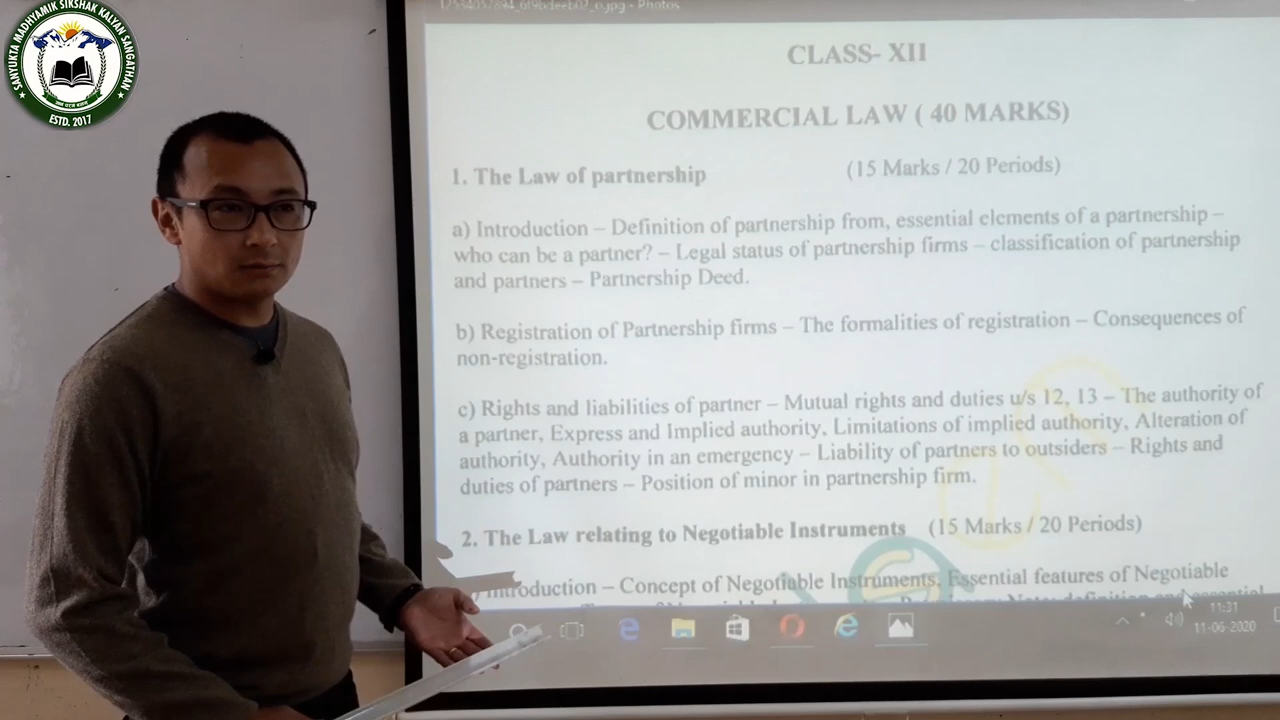 SANYUKTA MADHYAMIK SIKSHAK KALYAN SANGATHAN
ESTD. 2017
- Photos
CLASS- XII
COMMERCIAL LAW ( 40 MARKS)
1. The Law of partnership (15 Marks / 20 Periods)
a) Introduction – Definition of partnership from, essential elements of a partnership –
who can be a partner? – Legal status of partnership firms – classification of partnership
and partners – Partnership Deed.
b) Registration of Partnership firms – The formalities of registration – Consequences of
non-registration.
c) Rights and liabilities of partner – Mutual rights and duties u/s 12, 13 – The authority of
a partner, Express and Implied authority, Limitations of implied authority, Alteration of
authority, Authority in an emergency – Liability of partners to outsiders – Rights and
duties of partners – Position of minor in partnership firm.
2. The Law relating to Negotiable Instruments (15 Marks / 20 Periods)
Introduction – Concept of Negotiable Instruments, Essential features of Negotiable
11:31
11-06-2020